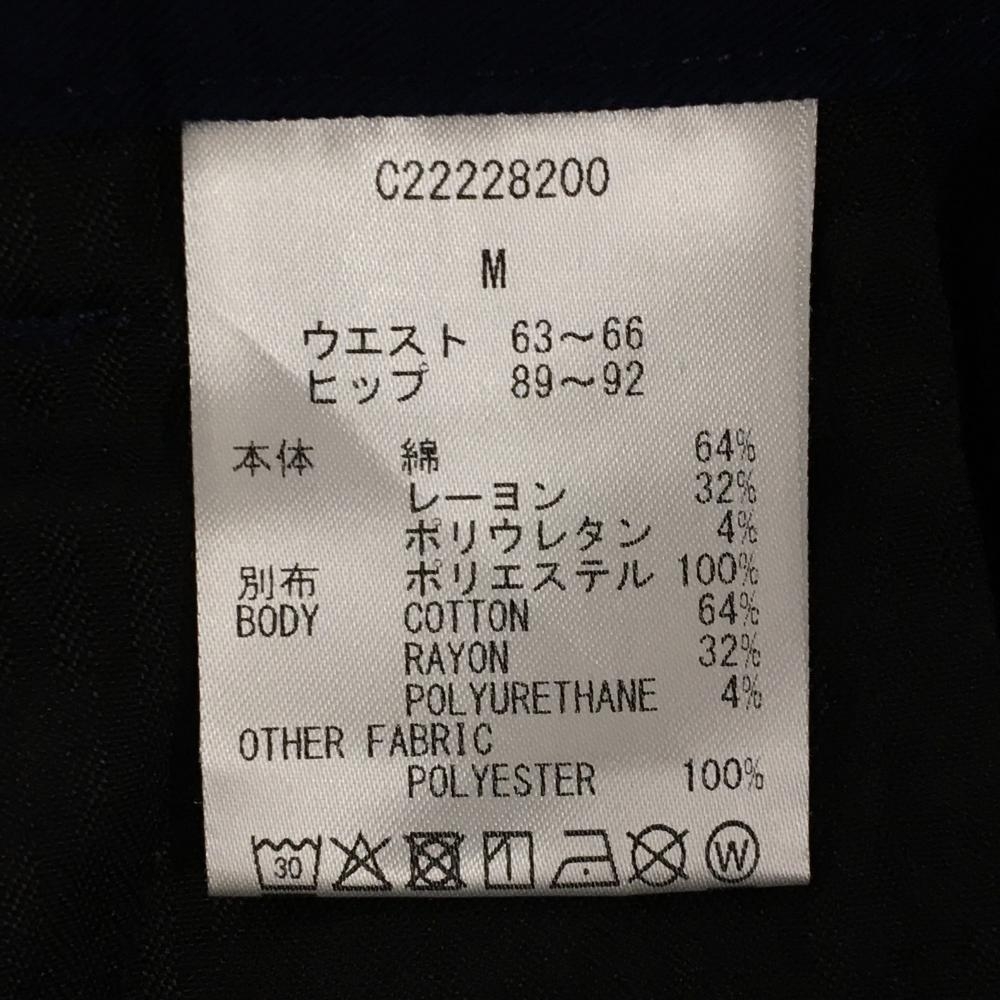 C22228200
M
ウエスト 63～66
ヒップ 89～92
本体 綿 64%
レーヨン 32%
ポリウレタン 4%
別布 ポリエステル 100%
BODY COTTON 64%
RAYON 32%
POLYURETHANE 4%
OTHER FABRIC
POLYESTER 100%
30 W